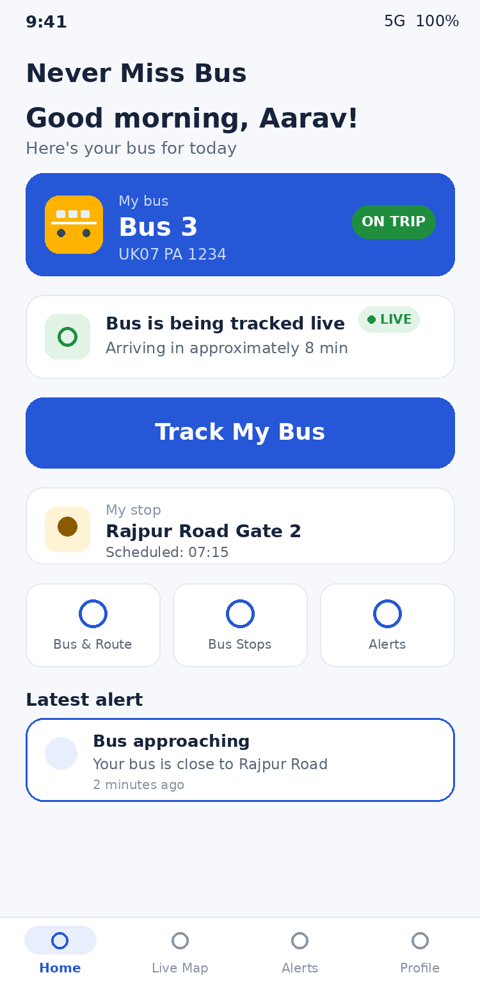 9:41
5G 100%
Never Miss Bus
Good morning, Aarav!
Here's your bus for today
My bus
Bus 3
UK07 PA 1234
ON TRIP
Bus is being tracked live
LIVE
Arriving in approximately 8 min
Track My Bus
My stop
Rajpur Road Gate 2
Scheduled: 07:15
Bus & Route
Bus Stops
Alerts
Latest alert
Bus approaching
Your bus is close to Rajpur Road
2 minutes ago
Home
Live Map
Alerts
Profile